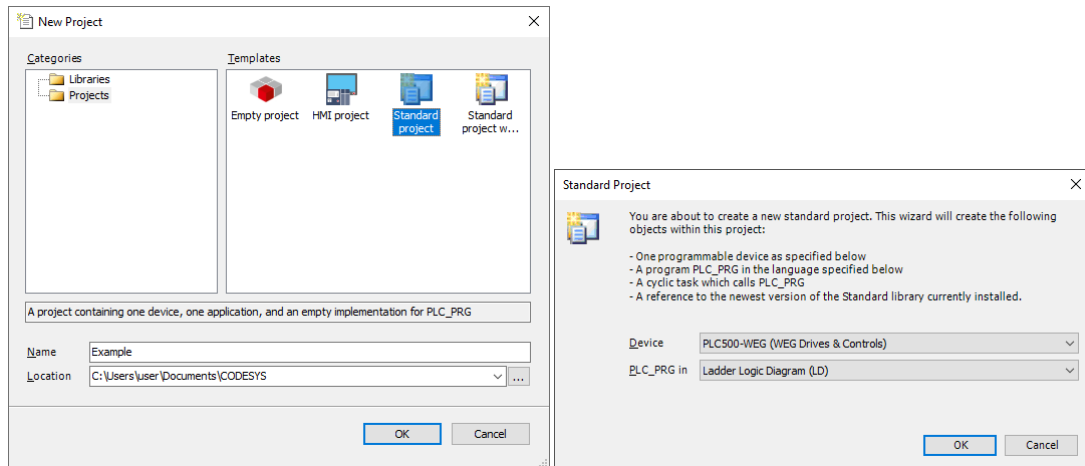 New Project
Categories
Templates
Libraries
Projects
Empty project
HMI project
Standard
project
Standard
project w...
A project containing one device, one application, and an empty implementation for PLC_PRG
Name
Example
Location
C:\Users\user\Documents\CODESYS
...
OK
Cancel
Standard Project
You are about to create a new standard project. This wizard will create the following
objects within this project:
- One programmable device as specified below
- A program PLC_PRG in the language specified below
- A cyclic task which calls PLC_PRG
- A reference to the newest version of the Standard library currently installed.
Device
PLC500-WEG (WEG Drives & Controls)
PLC_PRG in
Ladder Logic Diagram (LD)
OK
Cancel